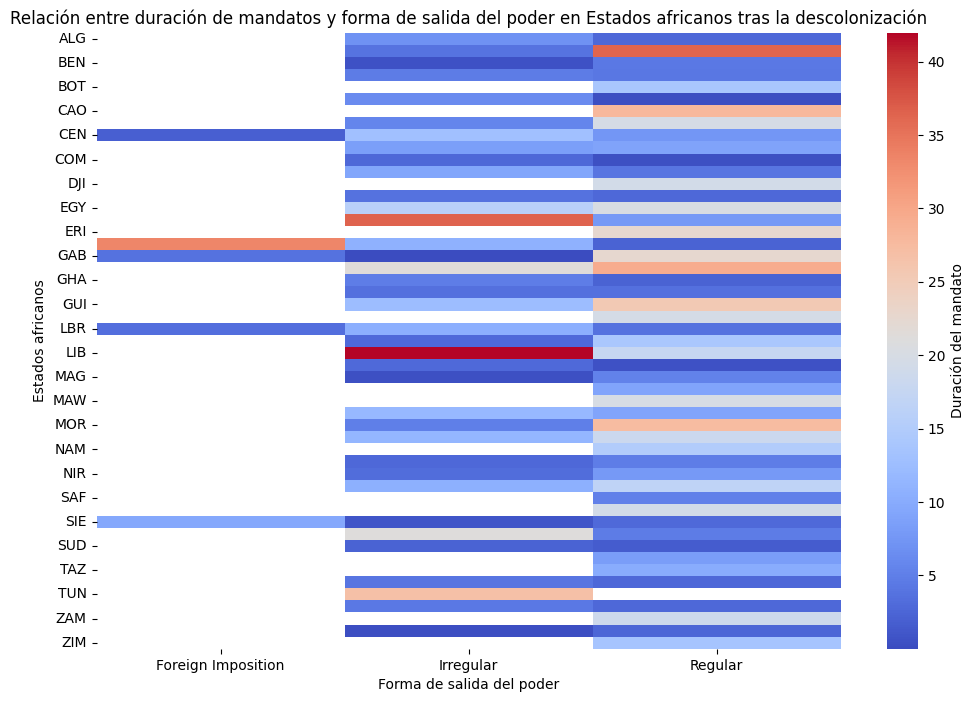 Relación entre duración de mandatos y forma de salida del poder en Estados africanos tras la descolonización
ALG
BEN
BOT
CAO
CEN
COM
DJI
EGY
ERI
GAB
GHA
GUI
LBR
LIB
MAG
MAW
MOR
NAM
NIR
SAF
SIE
SUD
TAZ
TUN
ZAM
ZIM
Estados africanos
Foreign Imposition
Irregular
Regular
Forma de salida del poder
40
35
30
25
20
15
10
5
Duración del mandato